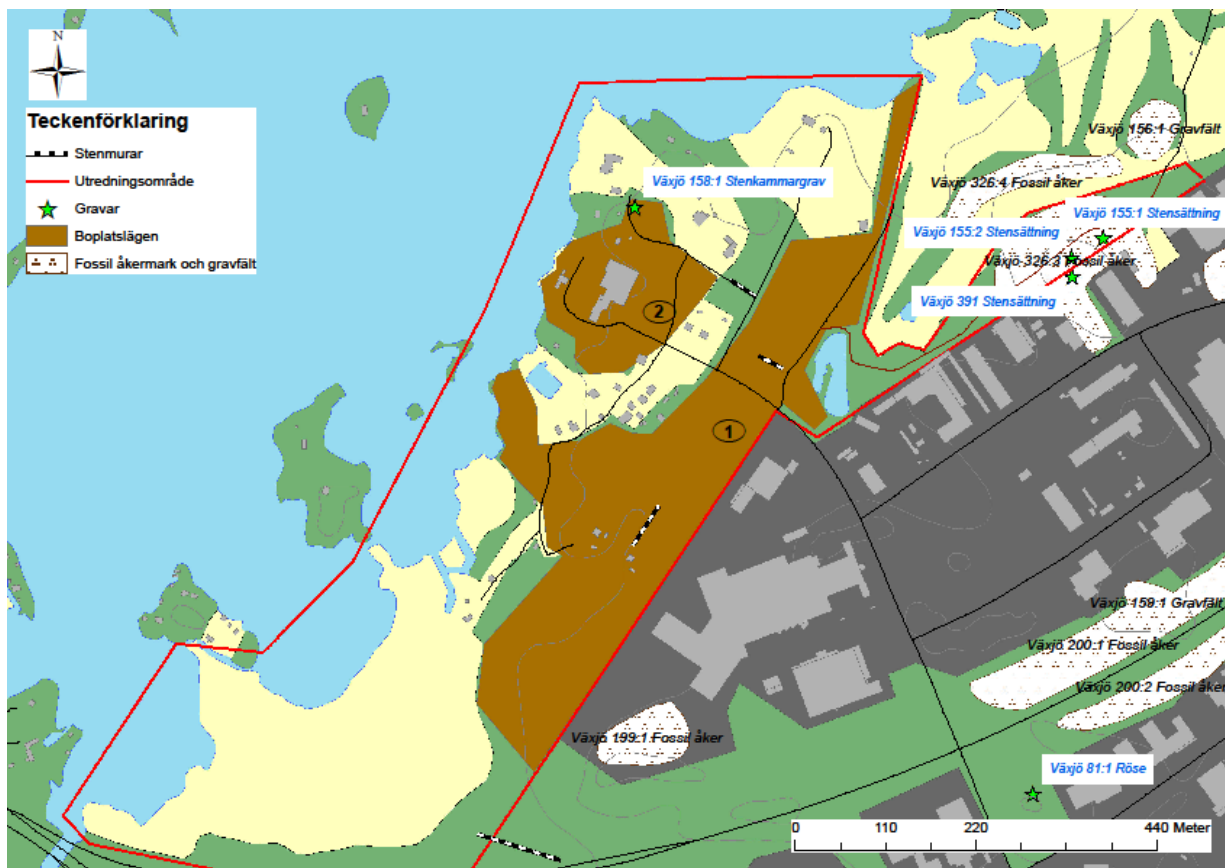 N
Teckenförklaring
Stenmurar
Utredningsområde
Gravar
Boplatslägen
Fossil åkermark och gravfält
Växjö 156:1 Gravfält
Växjö 158:1 Stenkammargrav
Växjö 326:4 Fossil åker
Växjö 155:1 Stensättning
Växjö 155:2 Stensättning
Växjö 326:3 Fossil åker
Växjö 391 Stensättning
2
1
Växjö 159:1 Gravfält
Växjö 200:1 Fossil åker
Växjö 200:2 Fossil åker
Växjö 199:1 Fossil åker
Växjö 81:1 Röse
0 110 220 440 Meter